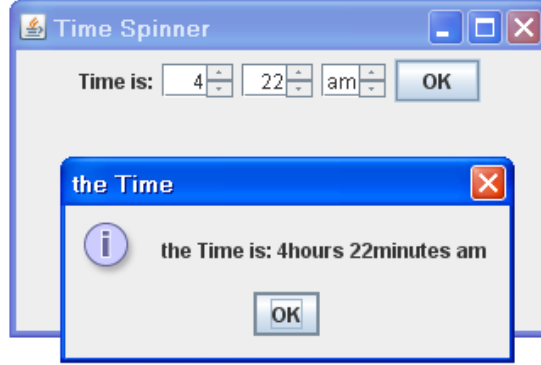 Time Spinner
Time is: 4 22 am OK
the Time
the Time is: 4hours 22minutes am
OK